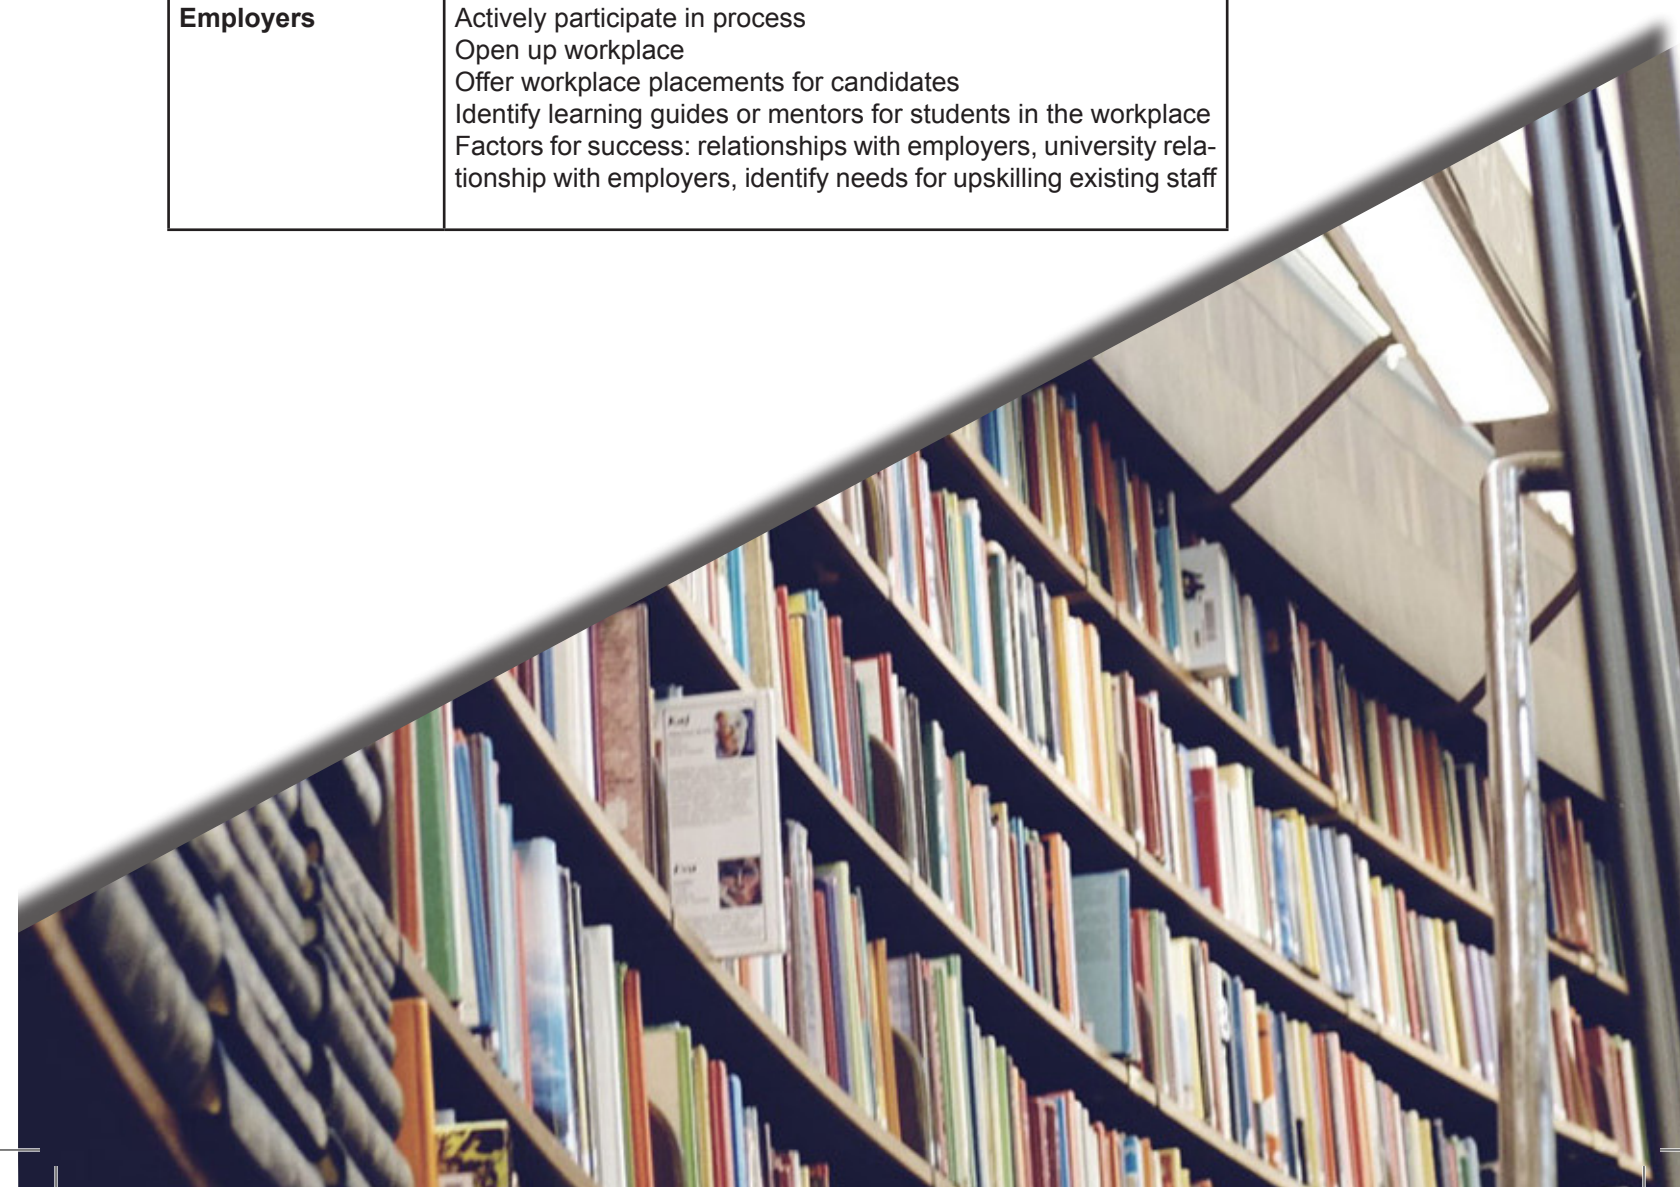 Employers
Actively participate in process
Open up workplace
Offer workplace placements for candidates
Identify learning guides or mentors for students in the workplace
Factors for success: relationships with employers, university rela-
tionship with employers, identify needs for upskilling existing staff
Kaj